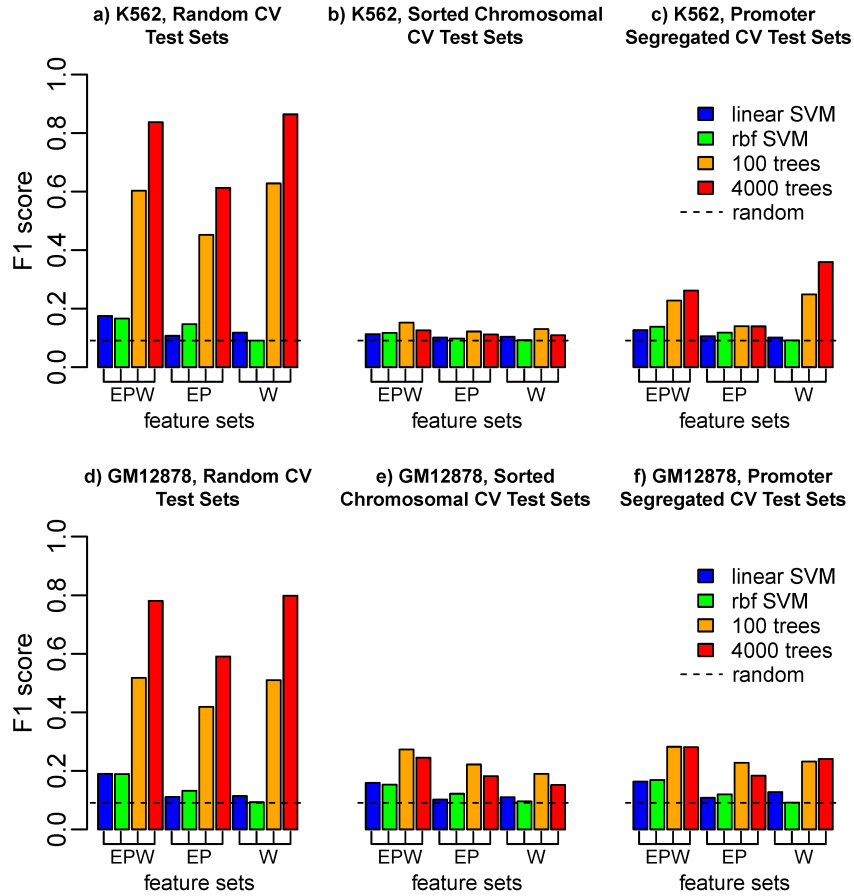 a) K562, Random CV
Test Sets
b) K562, Sorted Chromosomal
CV Test Sets
c) K562, Promoter
Segregated CV Test Sets
F1 score
0.0
0.2
0.4
0.6
0.8
1.0
linear SVM
rbf SVM
100 trees
4000 trees
random
EPW EP W
feature sets
EPW EP W
feature sets
EPW EP W
feature sets
d) GM12878, Random CV
Test Sets
e) GM12878, Sorted
Chromosomal CV Test Sets
f) GM12878, Promoter
Segregated CV Test Sets
F1 score
0.0
0.2
0.4
0.6
0.8
1.0
linear SVM
rbf SVM
100 trees
4000 trees
random
EPW EP W
feature sets
EPW EP W
feature sets
EPW EP W
feature sets